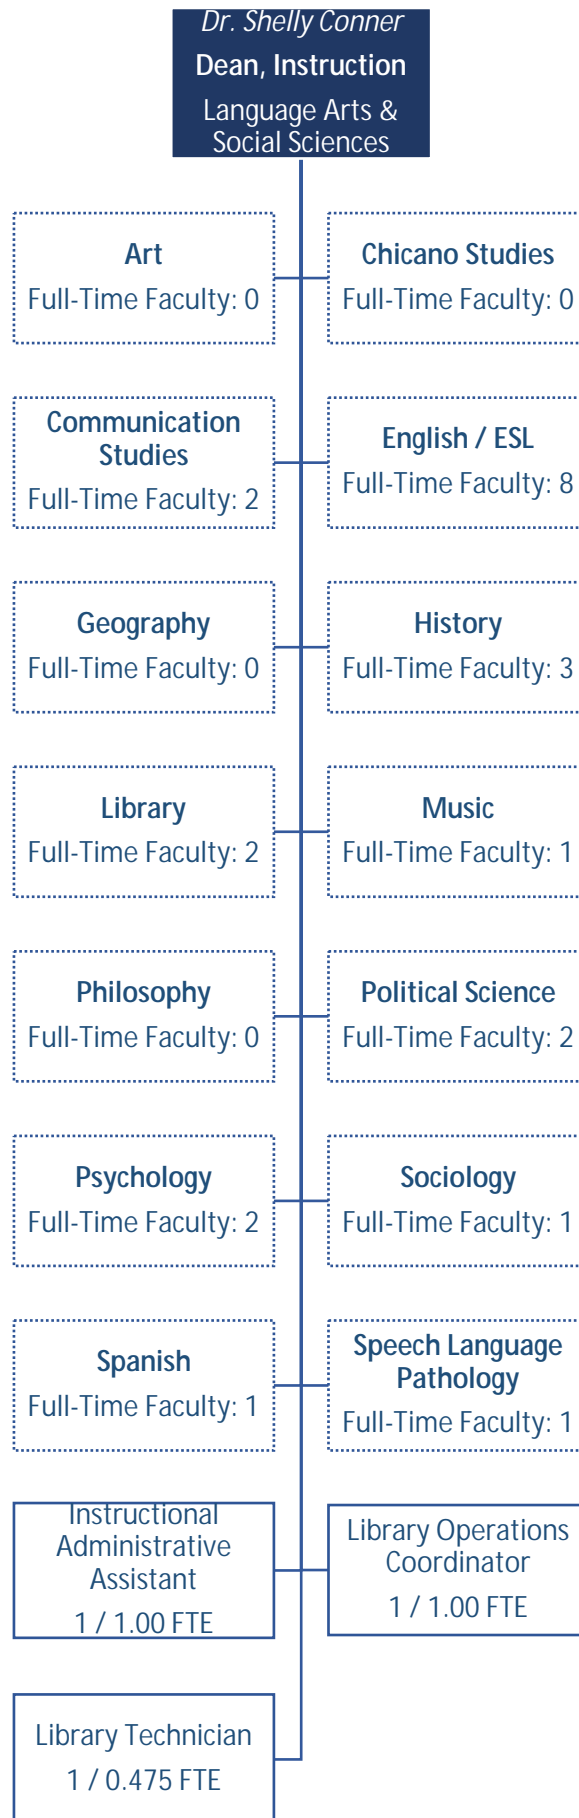 Dr. Shelly Conner
Dean, Instruction
Language Arts &
Social Sciences
Art
Full-Time Faculty: 0
Chicano Studies
Full-Time Faculty: 0
Communication
Studies
Full-Time Faculty: 2
English / ESL
Full-Time Faculty: 8
Geography
Full-Time Faculty: 0
History
Full-Time Faculty: 3
Library
Full-Time Faculty: 2
Music
Full-Time Faculty: 1
Philosophy
Full-Time Faculty: 0
Political Science
Full-Time Faculty: 2
Psychology
Full-Time Faculty: 2
Sociology
Full-Time Faculty: 1
Spanish
Full-Time Faculty: 1
Speech Language
Pathology
Full-Time Faculty: 1
Instructional
Administrative
Assistant
1 / 1.00 FTE
Library Operations
Coordinator
1 / 1.00 FTE
Library Technician
1 / 0.475 FTE